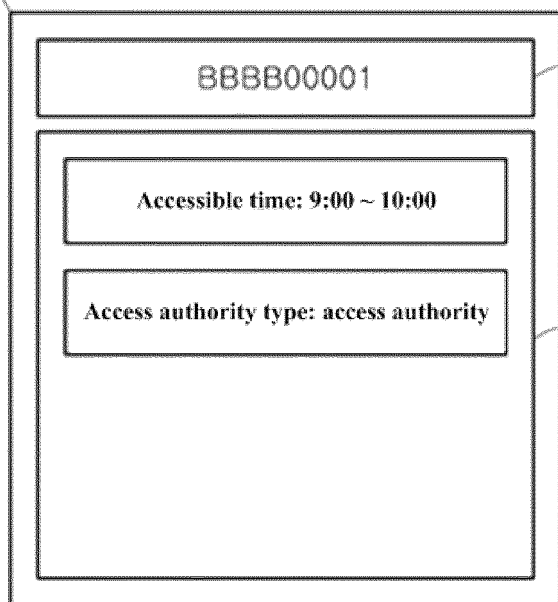 BBBB00001
Accessible time: 9:00 ~ 10:00
Access authority type: access authority